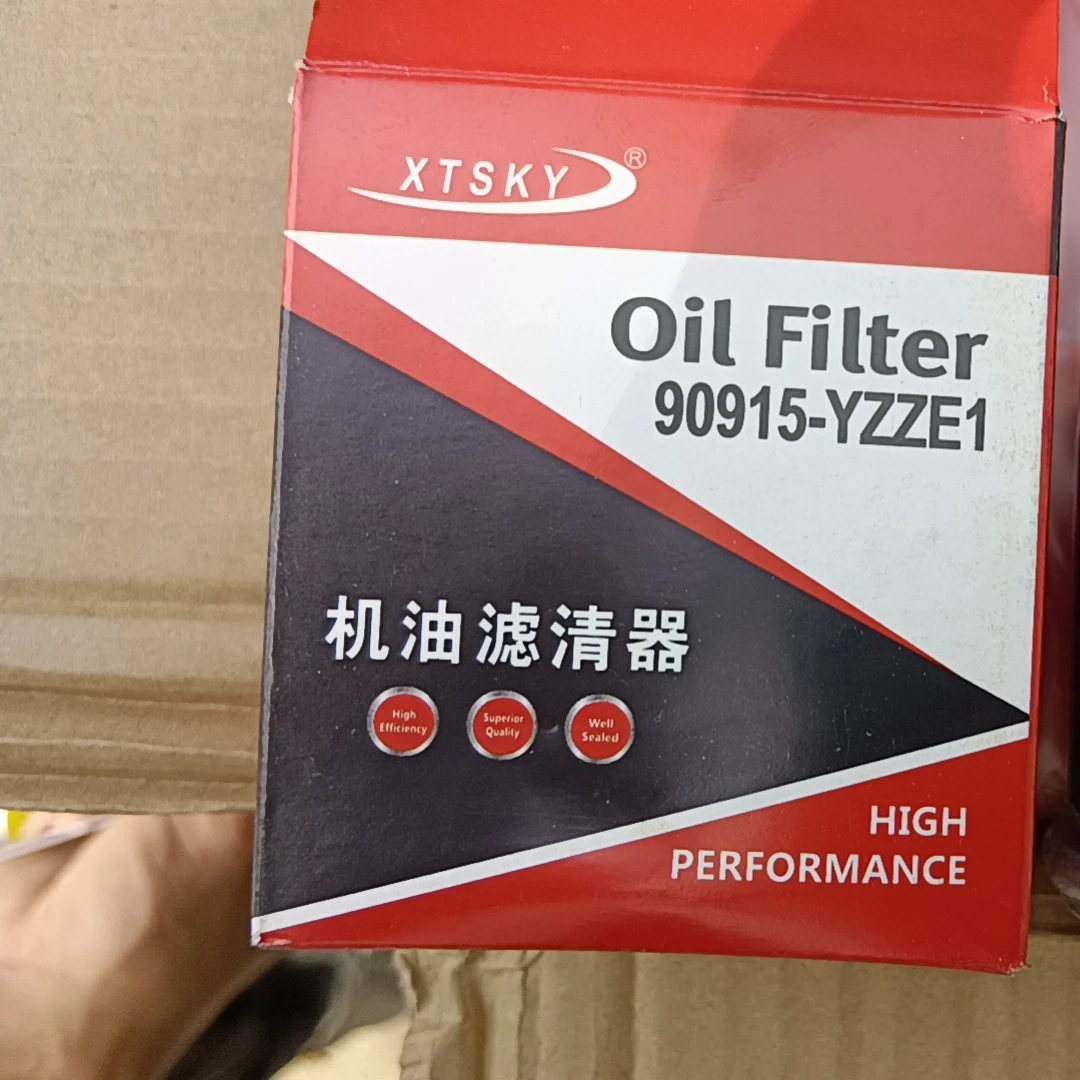 XTSKY®
Oil Filter
90915-YZZE1
机油滤清器
High
Efficiency
Superior
Quality
Well
Sealed
HIGH
PERFORMANCE